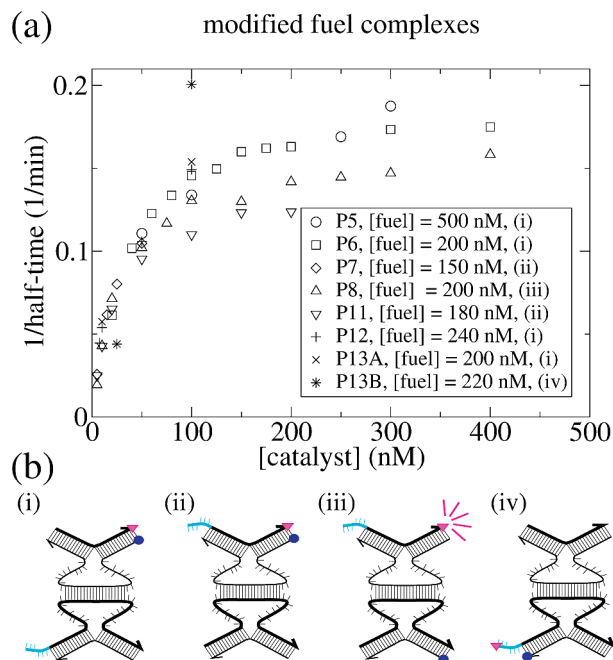 (a) modified fuel complexes
0.2
0.1
0
1/half-time (1/min)
P5, [fuel] = 500 nM, (i)
P6, [fuel] = 200 nM, (i)
P7, [fuel] = 150 nM, (ii)
P8, [fuel] = 200 nM, (iii)
P11, [fuel] = 180 nM, (ii)
P12, [fuel] = 240 nM, (i)
P13A, [fuel] = 200 nM, (i)
P13B, [fuel] = 220 nM, (iv)
0 100 200 300 400 500
[catalyst] (nM)
(b)
(i) (ii) (iii) (iv)